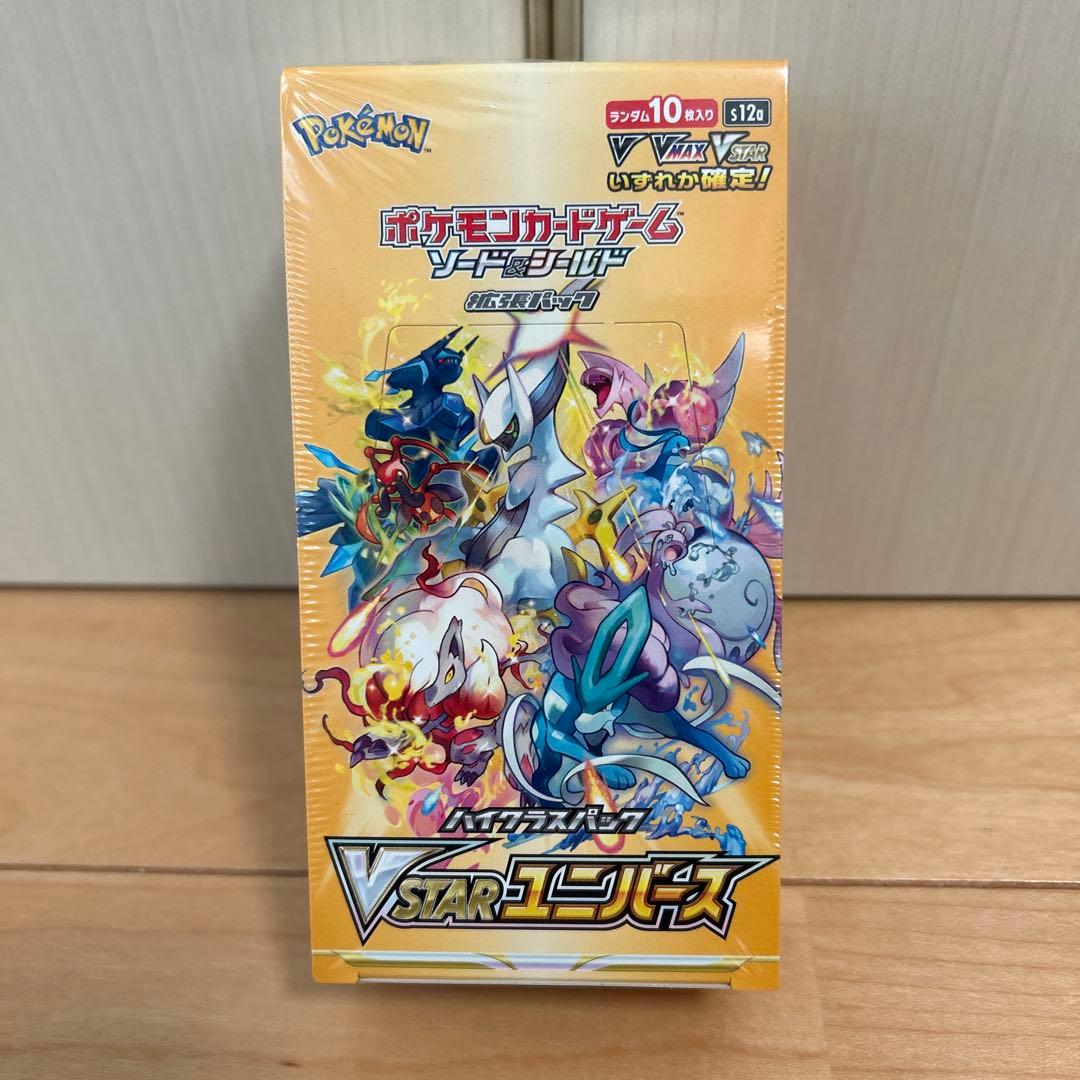 POKéMON™
ランダム10枚入り s12a
V VMAX VSTAR
いずれか確定!
ポケモンカードゲーム™
ソード&シールド
拡張パック
ハイクラスパック
VSTARユニバース